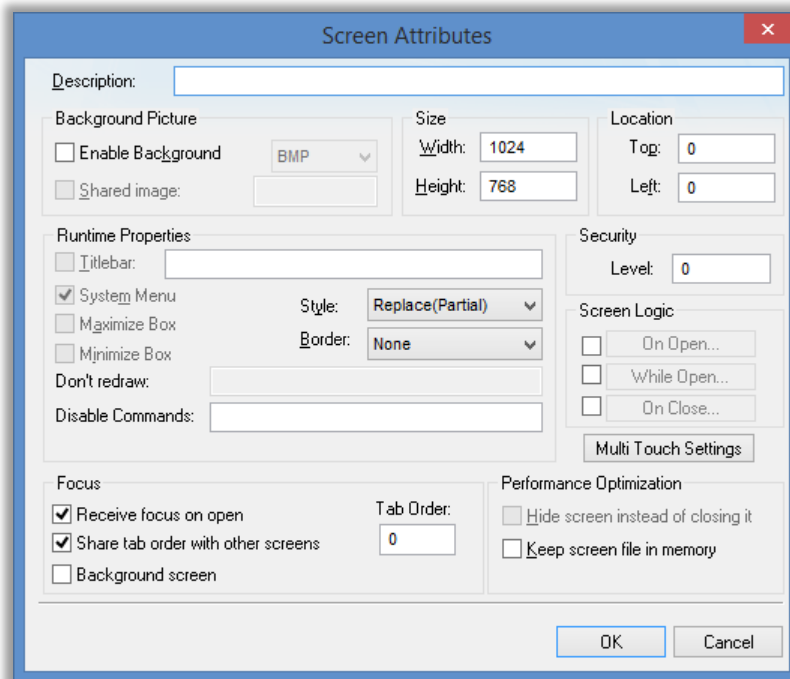 Screen Attributes
Description:
Background Picture
Enable Background BMP
Shared image:
Size
Width: 1024
Height: 768
Location
Top: 0
Left: 0
Runtime Properties
Titlebar:
System Menu
Maximize Box
Minimize Box
Style: Replace(Partial)
Border: None
Don't redraw:
Disable Commands:
Security
Level: 0
Screen Logic
On Open...
While Open...
On Close...
Multi Touch Settings
Focus
Receive focus on open
Share tab order with other screens
Background screen
Tab Order:
0
Performance Optimization
Hide screen instead of closing it
Keep screen file in memory
OK Cancel